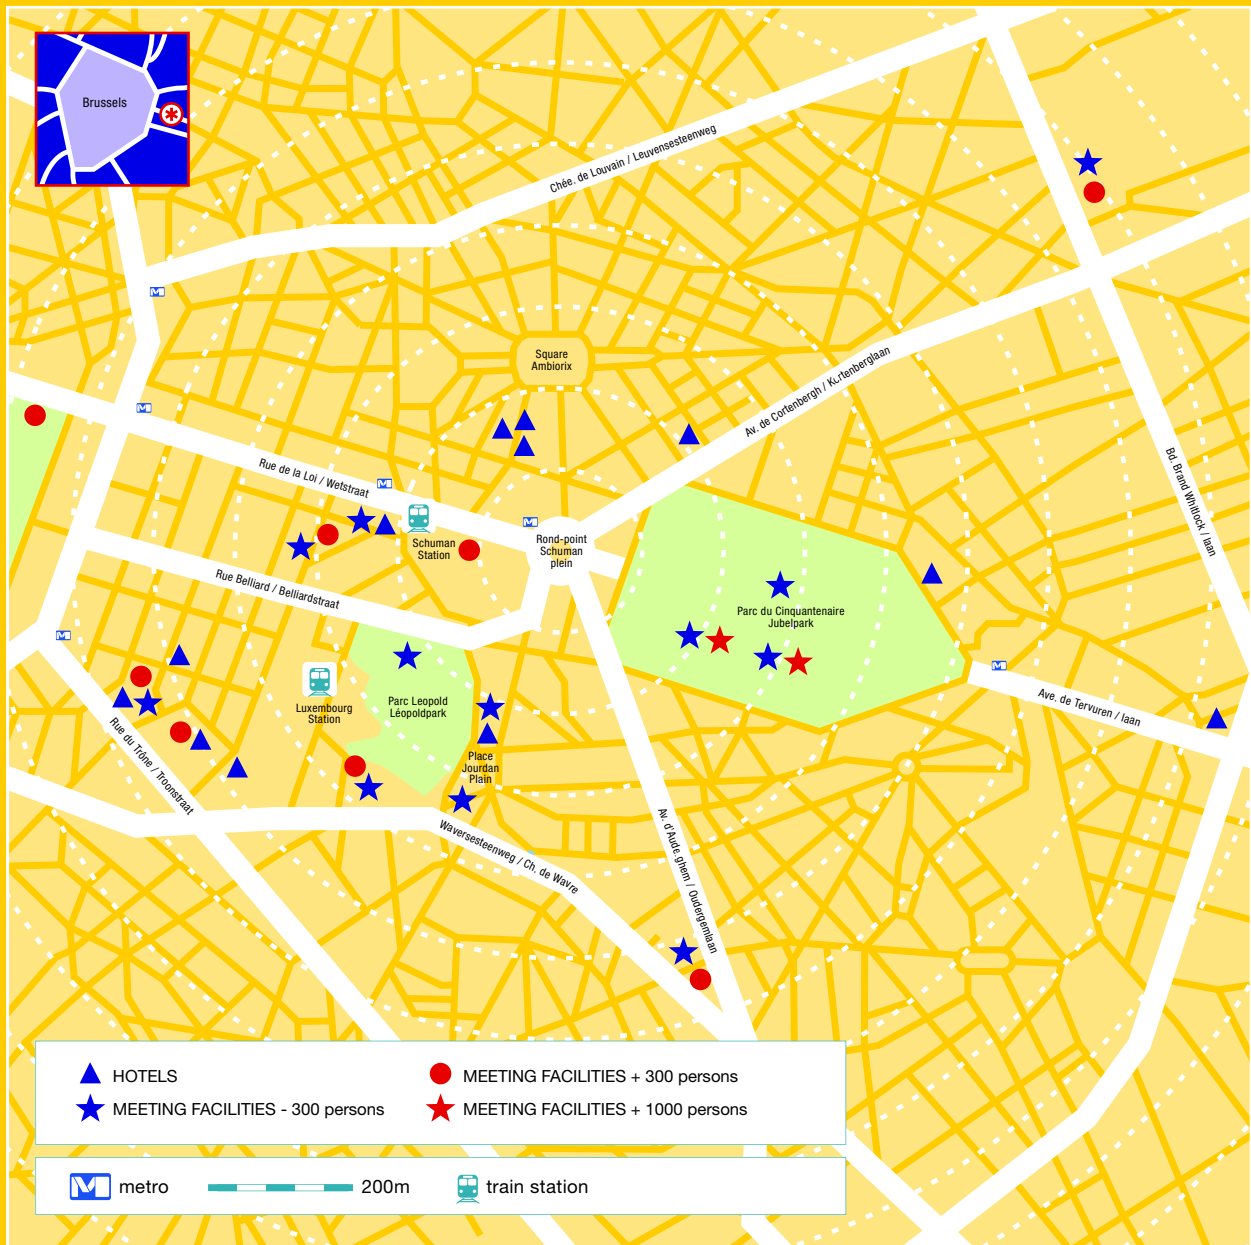 Brussels
Chée. de Louvain / Leuvensesteenweg
Square
Ambiorix
Av. de Cortenbergh / Kortenberglaan
Bd. Brand Whitlock / laan
Rue de la Loi / Wetstraat
Schuman
Station
Rond-point
Schuman
plein
Rue Belliard / Belliardstraat
Parc du Cinquantenaire
Jubelpark
Luxembourg
Station
Parc Leopold
Léopoldpark
Ave. de Tervuren / laan
Rue du Trône / Troonstraat
Place
Jourdan
Plain
Waversesteenweg / Ch. de Wavre
Av. d'Aude.ghem / Oudergemlaan
HOTELS
MEETING FACILITIES + 300 persons
MEETING FACILITIES - 300 persons
MEETING FACILITIES + 1000 persons
M metro
200m
train station